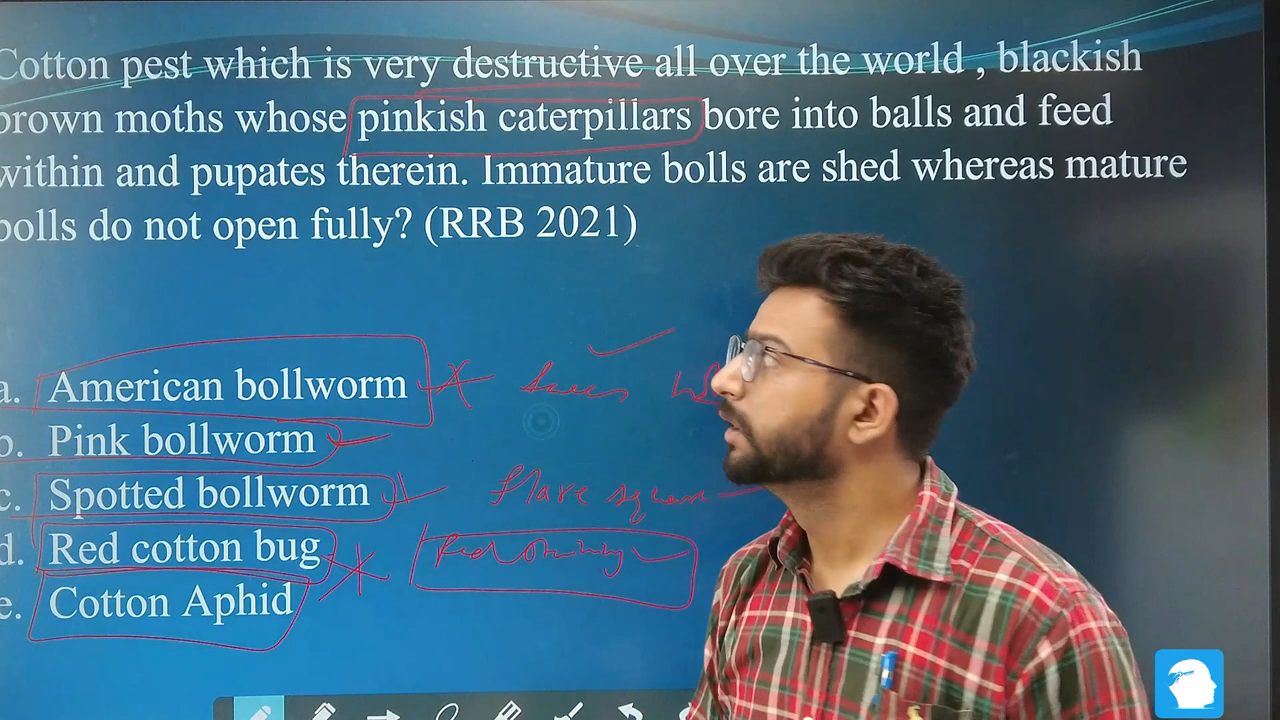 Cotton pest which is very destructive all over the world , blackish
brown moths whose pinkish caterpillars bore into balls and feed
within and pupates therein. Immature bolls are shed whereas mature
bolls do not open fully? (RRB 2021)
a. American bollworm
b. Pink bollworm
c. Spotted bollworm flare square
d. Red cotton bug
e. Cotton Aphid